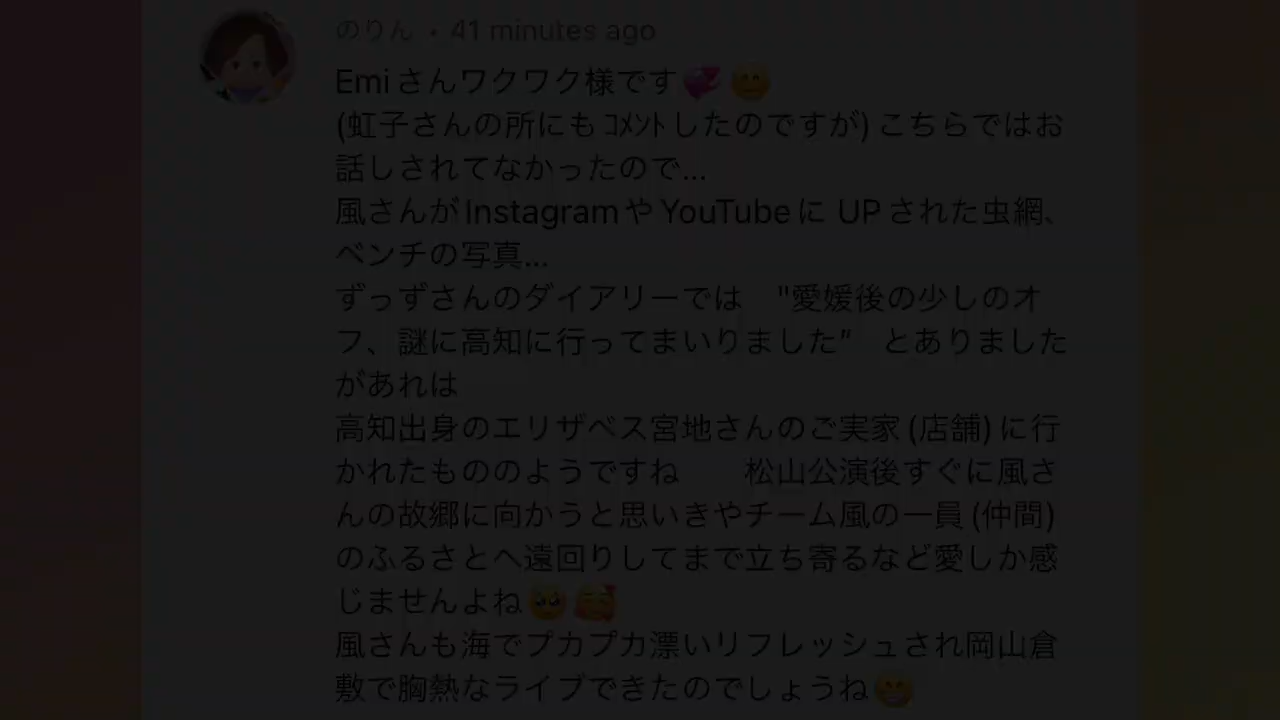 のりん • 41 minutes ago
Emiさんワクワク様です💞😊
(虹子さんの所にもｺﾒﾝﾄしたのですが) こちらではお
話しされてなかったので...
風さんがInstagramや YouTubeに UPされた虫網、
ベンチの写真...
ずっずさんのダイアリーでは　"愛媛後の少しのオ
フ、謎に高知に行ってまいりました”　とありました
があれは
高知出身のエリザベス宮地さんのご実家 (店舗) に行
かれたもののようですね　　松山公演後すぐに風さ
んの故郷に向かうと思いきやチーム風の一員 (仲間)
のふるさとへ遠回りしてまで立ち寄るなど愛しか感
じませんよね🥺🥰
風さんも海でプカプカ漂いリフレッシュされ岡山倉
敷で胸熱なライブできたのでしょうね😁